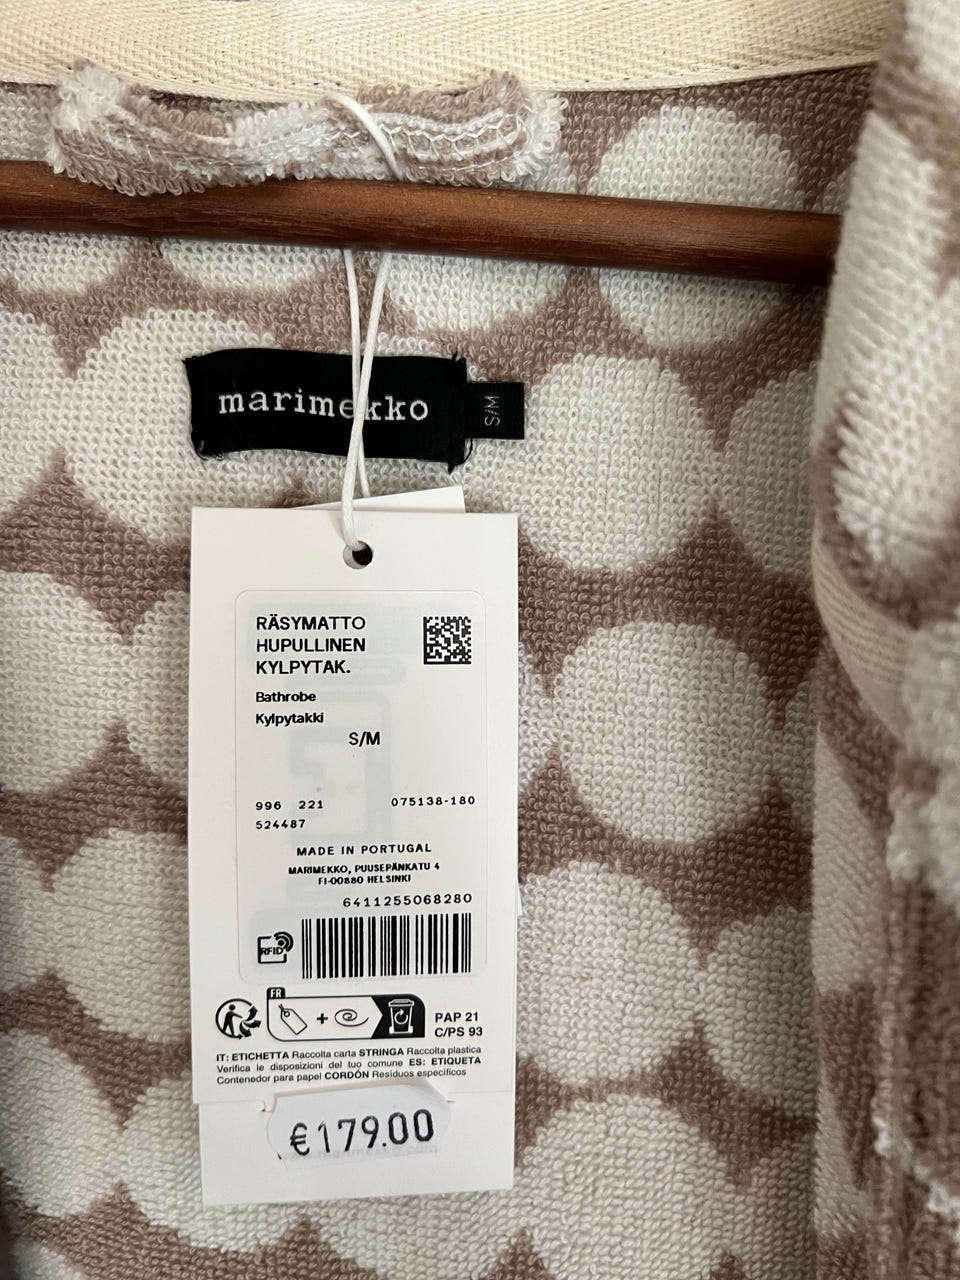 marimekko
S/M
RÄSYMATTO
HUPULLINEN
KYLPYTAK.
Bathrobe
Kylpytakki
S/M
996 221 075138-180
524487
MADE IN PORTUGAL
MARIMEKKO, PUUSEPÄNKATU 4
FI-00880 HELSINKI
6411255068280
RFID
FR
+
PAP 21
C/PS 93
IT: ETICHETTA Raccolta carta STRINGA Raccolta plastica
Verifica le disposizioni del tuo comune ES: ETIQUETA
Contenedor para papel CORDÓN Residuos específicos
€179.00